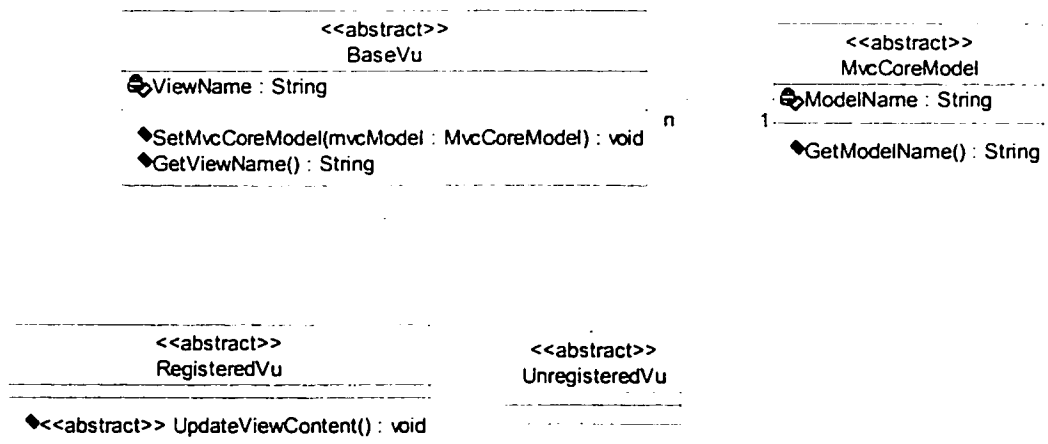 <<abstract>>
BaseVu
ViewName : String
SetMvcCoreModel(mvcModel : MvcCoreModel) : void
GetViewName() : String
n
1
<<abstract>>
MvcCoreModel
ModelName : String
GetModelName() : String
<<abstract>>
RegisteredVu
<<abstract>> UpdateViewContent() : void
<<abstract>>
UnregisteredVu